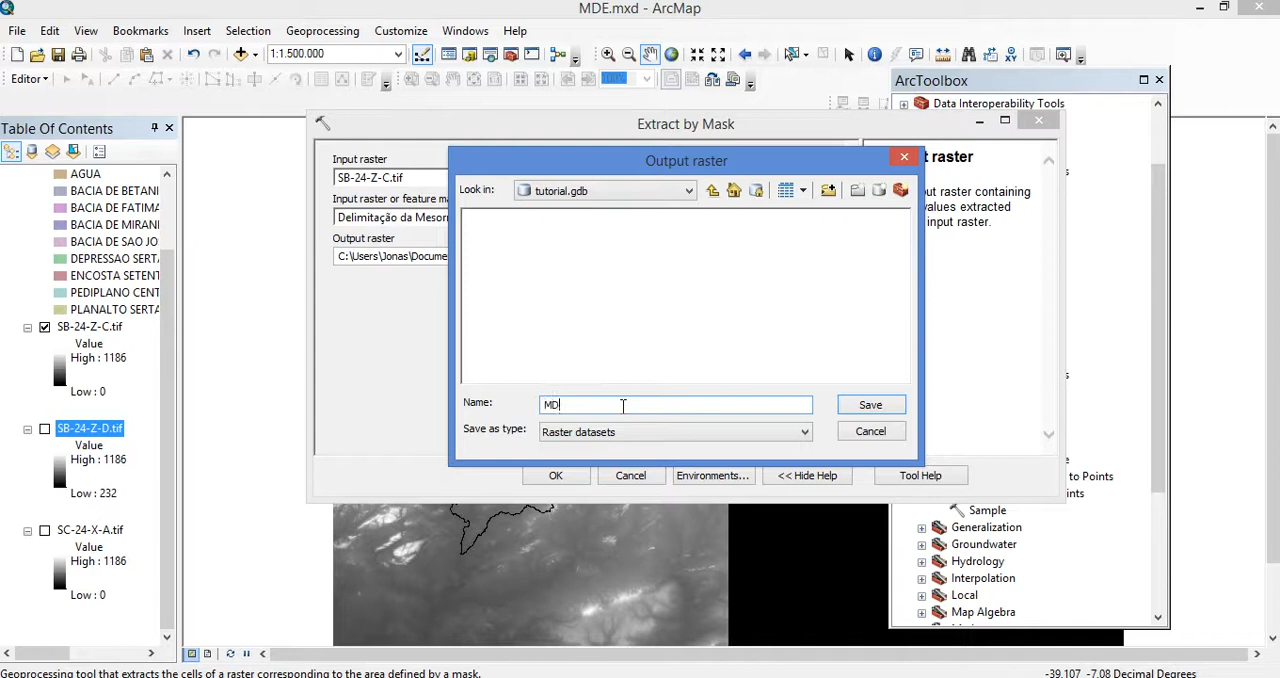 MDE.mxd - ArcMap
File Edit View Bookmarks Insert Selection Geoprocessing Customize Windows Help
1:1.500.000
Editor
100%
ArcToolbox
Data Interoperability Tools
Table Of Contents
AGUA
BACIA DE BETANI
BACIA DE FATIMA
BACIA DE MIRANI
BACIA DE SAO JO
DEPRESSAO SERTA
ENCOSTA SETENT
PEDIPLANO CENT
PLANALTO SERTA
SB-24-Z-C.tif
Value
High : 1186
Low : 0
SB-24-Z-D.tif
Value
High : 1186
Low : 232
SC-24-X-A.tif
Value
High : 1186
Low : 0
Extract by Mask
Input raster
SB-24-Z-C.tif
Input raster or feature ma
Delimitação da Mesorr
Output raster
C:\Users\Jonas\Docume
raster
put raster containing
values extracted
input raster.
Output raster
Look in: tutorial.gdb
Name: MD
Save
Save as type: Raster datasets
Cancel
OK Cancel Environments... << Hide Help Tool Help
to Points
ints
Sample
Generalization
Groundwater
Hydrology
Interpolation
Local
Map Algebra
Geoprocessing tool that extracts the cells of a raster corresponding to the area defined by a mask.
-39.107 -7.08 Decimal Degrees